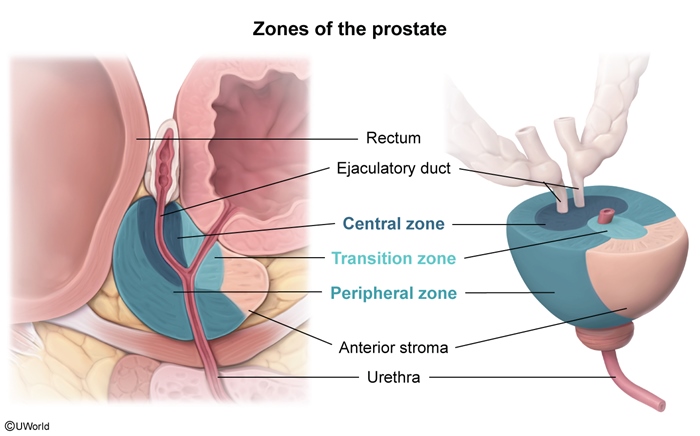 Zones of the prostate
Rectum
Ejaculatory duct
Central zone
Transition zone
Peripheral zone
Anterior stroma
Urethra
©UWorld